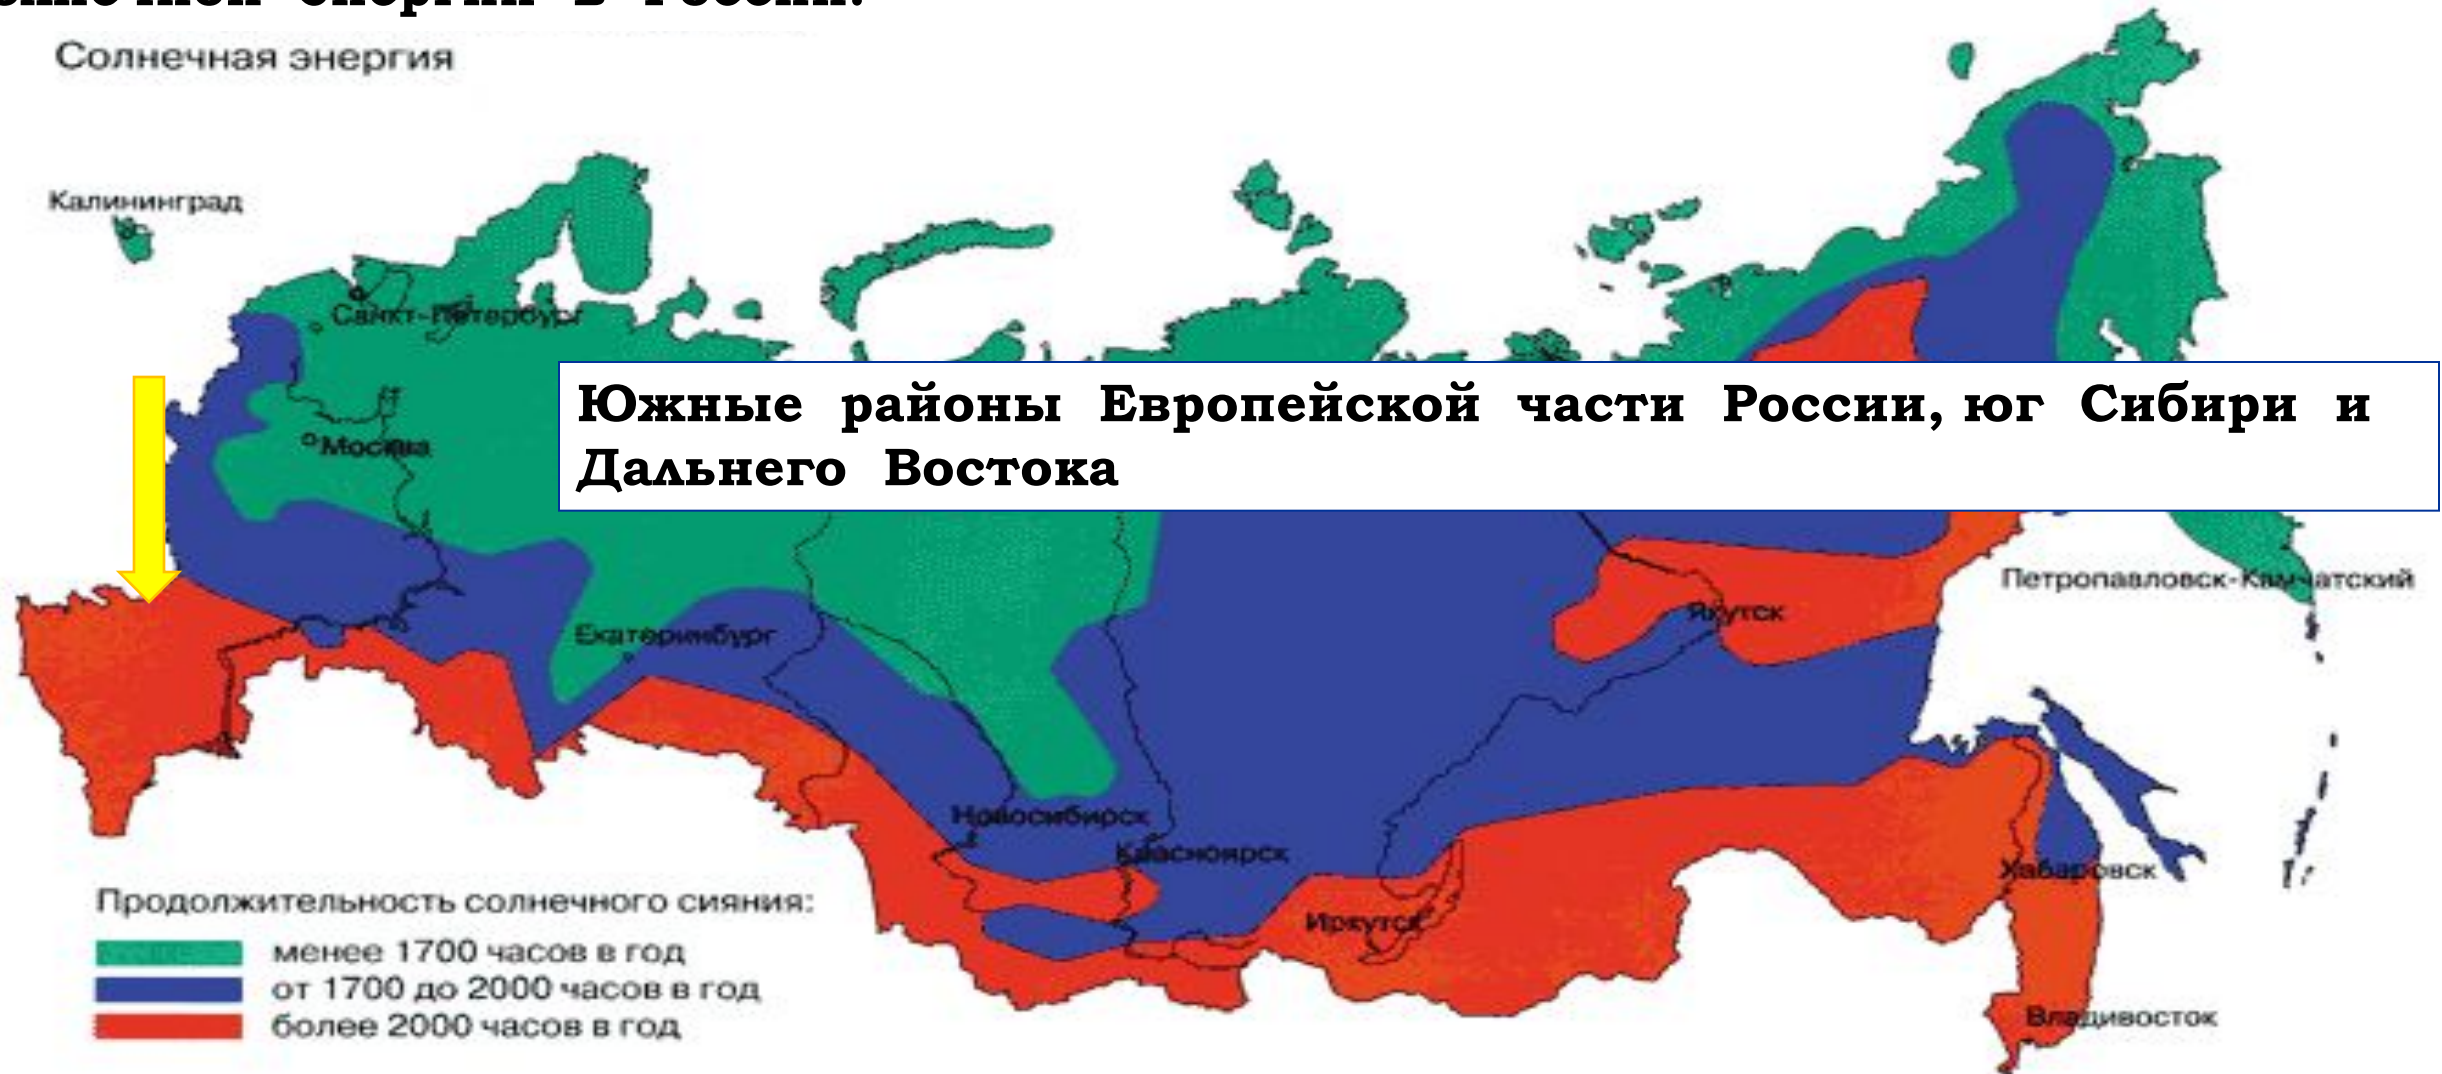 в России:
Солнечная энергия
Калининград
Санкт-Петербург
Южные районы Европейской части России, юг Сибири и
Дальнего Востока
Москва
Петропавловск-Камчатский
Якутск
Екатеринбург
Новосибирск
Красноярск
Хабаровск
Иркутск
Владивосток
Продолжительность солнечного сияния:
менее 1700 часов в год
от 1700 до 2000 часов в год
более 2000 часов в год